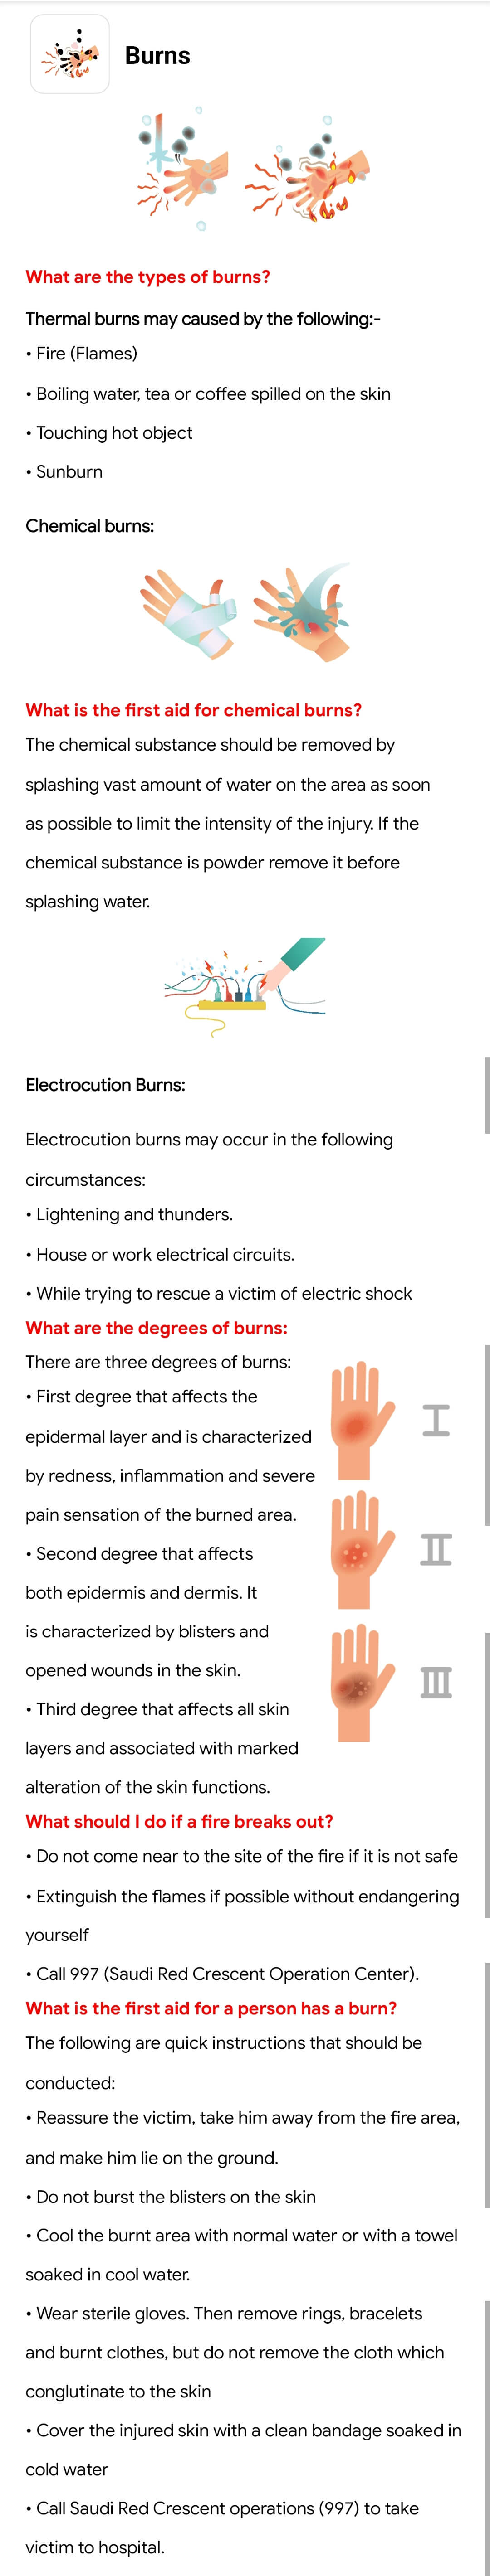 Burns
What are the types of burns?
Thermal burns may caused by the following:-
• Fire (Flames)
• Boiling water, tea or coffee spilled on the skin
• Touching hot object
• Sunburn
Chemical burns:
What is the first aid for chemical burns?
The chemical substance should be removed by
splashing vast amount of water on the area as soon
as possible to limit the intensity of the injury. If the
chemical substance is powder remove it before
splashing water.
Electrocution Burns:
Electrocution burns may occur in the following
circumstances:
• Lightening and thunders.
• House or work electrical circuits.
• While trying to rescue a victim of electric shock
What are the degrees of burns:
There are three degrees of burns:
• First degree that affects the
epidermal layer and is characterized
by redness, inflammation and severe
pain sensation of the burned area.
I
• Second degree that affects
both epidermis and dermis. It
is characterized by blisters and
opened wounds in the skin.
II
• Third degree that affects all skin
layers and associated with marked
alteration of the skin functions.
III
What should I do if a fire breaks out?
• Do not come near to the site of the fire if it is not safe
• Extinguish the flames if possible without endangering
yourself
• Call 997 (Saudi Red Crescent Operation Center).
What is the first aid for a person has a burn?
The following are quick instructions that should be
conducted:
• Reassure the victim, take him away from the fire area,
and make him lie on the ground.
• Do not burst the blisters on the skin
• Cool the burnt area with normal water or with a towel
soaked in cool water.
• Wear sterile gloves. Then remove rings, bracelets
and burnt clothes, but do not remove the cloth which
conglutinate to the skin
• Cover the injured skin with a clean bandage soaked in
cold water
• Call Saudi Red Crescent operations (997) to take
victim to hospital.